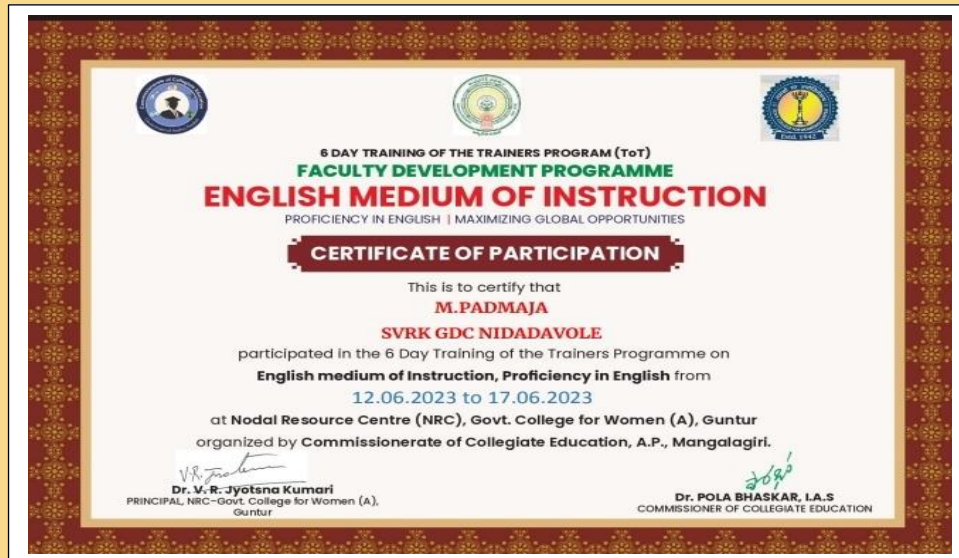 6 DAY TRAINING OF THE TRAINERS PROGRAM (ToT)
FACULTY DEVELOPMENT PROGRAMME
ENGLISH MEDIUM OF INSTRUCTION
PROFICIENCY IN ENGLISH | MAXIMIZING GLOBAL OPPORTUNITIES
CERTIFICATE OF PARTICIPATION
This is to certify that
M.PADMAJA
SVRK GDC NIDADAVOLE
participated in the 6 Day Training of the Trainers Programme on
English medium of Instruction, Proficiency in English from
12.06.2023 to 17.06.2023
at Nodal Resource Centre (NRC), Govt. College for Women (A), Guntur
organized by Commissionerate of Collegiate Education, A.P., Mangalagiri.
Dr. V. R. Jyotsna Kumari
PRINCIPAL, NRC-Govt. College for Women (A),
Guntur
Dr. POLA BHASKAR, I.A.S
COMMISSIONER OF COLLEGIATE EDUCATION
Estd. 1942